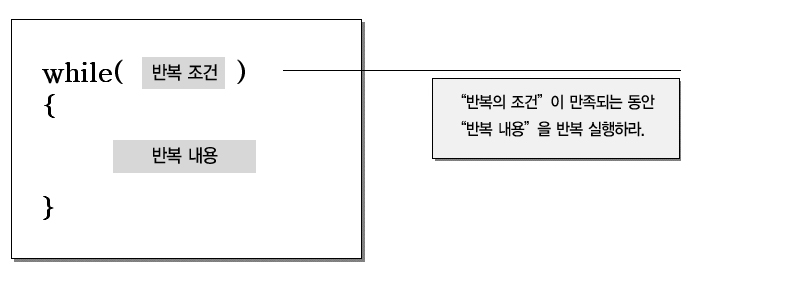 while( 반복 조건 )
{
반복 내용
}
“반복의 조건” 이 만족되는 동안
“반복 내용” 을 반복 실행하라.